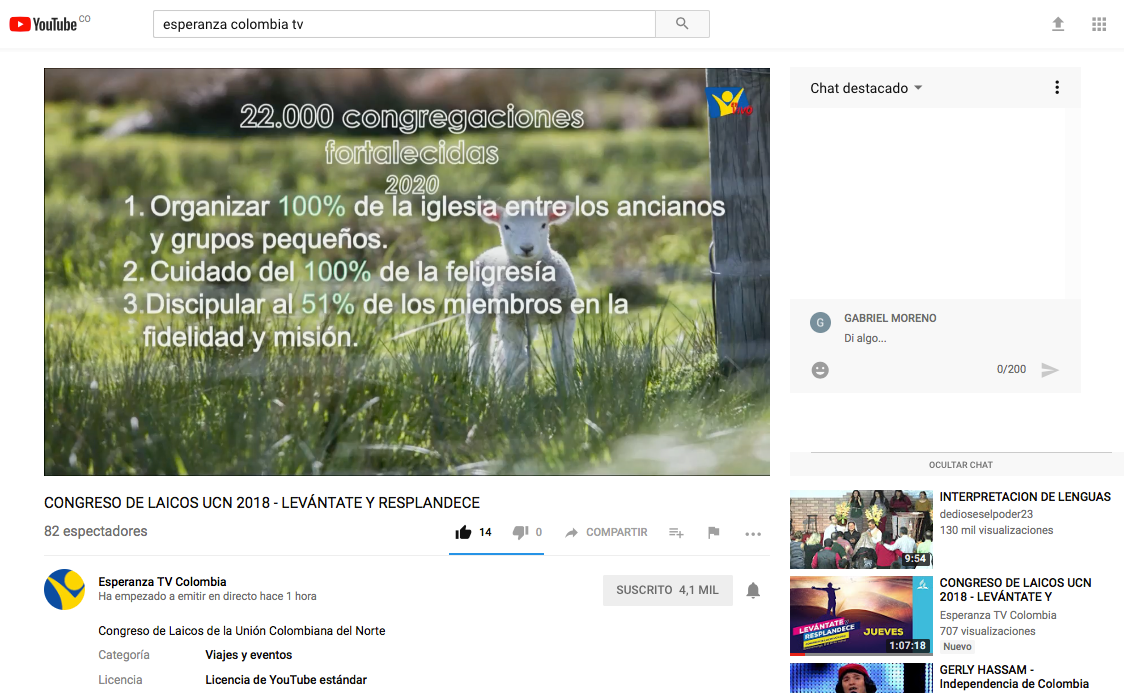 YouTube CO
esperanza colombia tv
22.000 congregaciones
fortalecidas
2020
1. Organizar 100% de la iglesia entre los ancianos
y grupos pequeños.
2. Cuidado del 100% de la feligresía
3.Discipular al 51% de los miembros en la
fidelidad y misión.
CONGRESO DE LAICOS UCN 2018 - LEVÁNTATE Y RESPLANDECE
82 espectadores
14
0
COMPARTIR
Esperanza TV Colombia
Ha empezado a emitir en directo hace 1 hora
SUSCRITO 4,1 MIL
Congreso de Laicos de la Unión Colombiana del Norte
Categoría Viajes y eventos
Licencia Licencia de YouTube estándar
Chat destacado
G
GABRIEL MORENO
Di algo...
0/200
OCULTAR CHAT
9:54
INTERPRETACION DE LENGUAS
dedioseselpoder23
130 mil visualizaciones
LEVÁNTATE
RESPLANDECE
JUEVES
1:07:18
CONGRESO DE LAICOS UCN
2018 - LEVÁNTATE Y
Esperanza TV Colombia
707 visualizaciones
Nuevo
GERLY HASSAM -
Independencia de Colombia